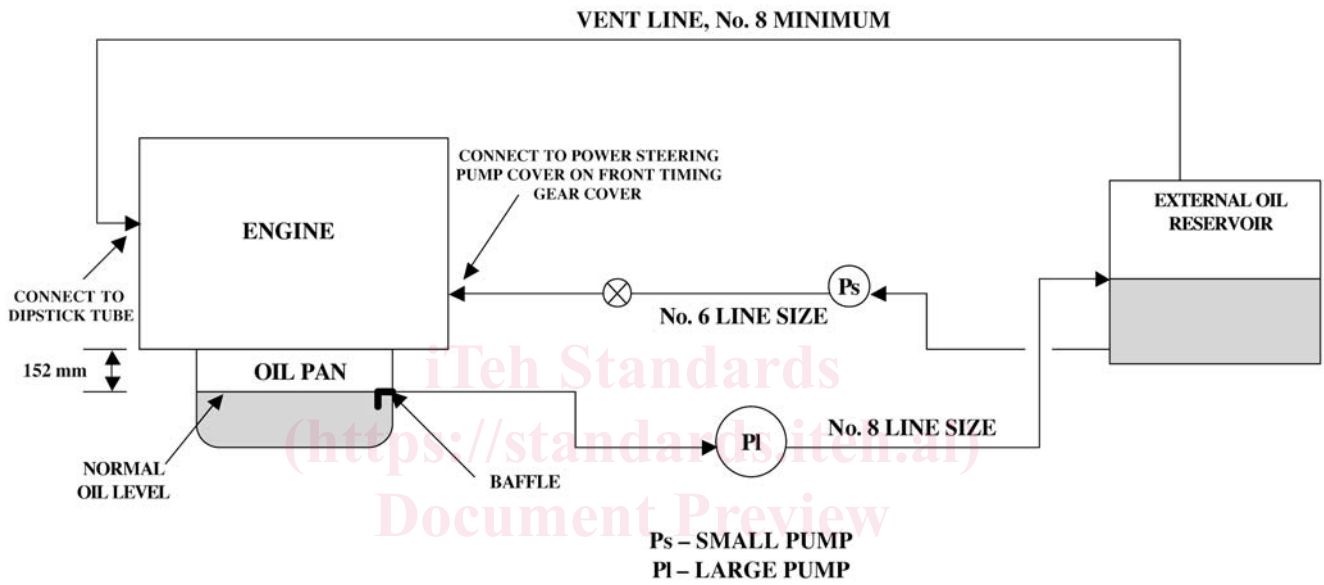 VENT LINE, No. 8 MINIMUM
CONNECT TO POWER STEERING
PUMP COVER ON FRONT TIMING
GEAR COVER
ENGINE
EXTERNAL OIL
RESERVOIR
CONNECT TO
DIPSTICK TUBE
Ps
No. 6 LINE SIZE
152 mm
OIL PAN
iTeh Standards
Pl
No. 8 LINE SIZE
(https://standards.iteh.ai)
NORMAL
OIL LEVEL
BAFFLE
Document Preview
Ps – SMALL PUMP
Pl – LARGE PUMP